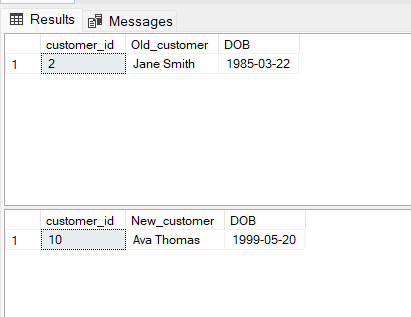 Results Messages
customer_id Old_customer DOB
1 2 Jane Smith 1985-03-22
customer_id New_customer DOB
1 10 Ava Thomas 1999-05-20